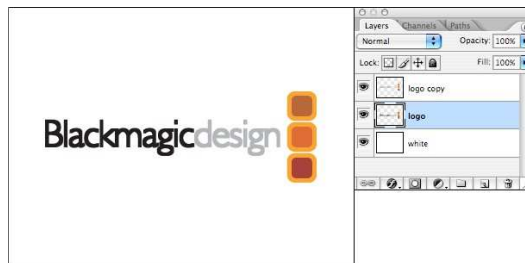 Blackmagicdesign
Layers Channels Paths
Normal Opacity: 100%
Lock: Fill: 100%
logo copy
logo
white